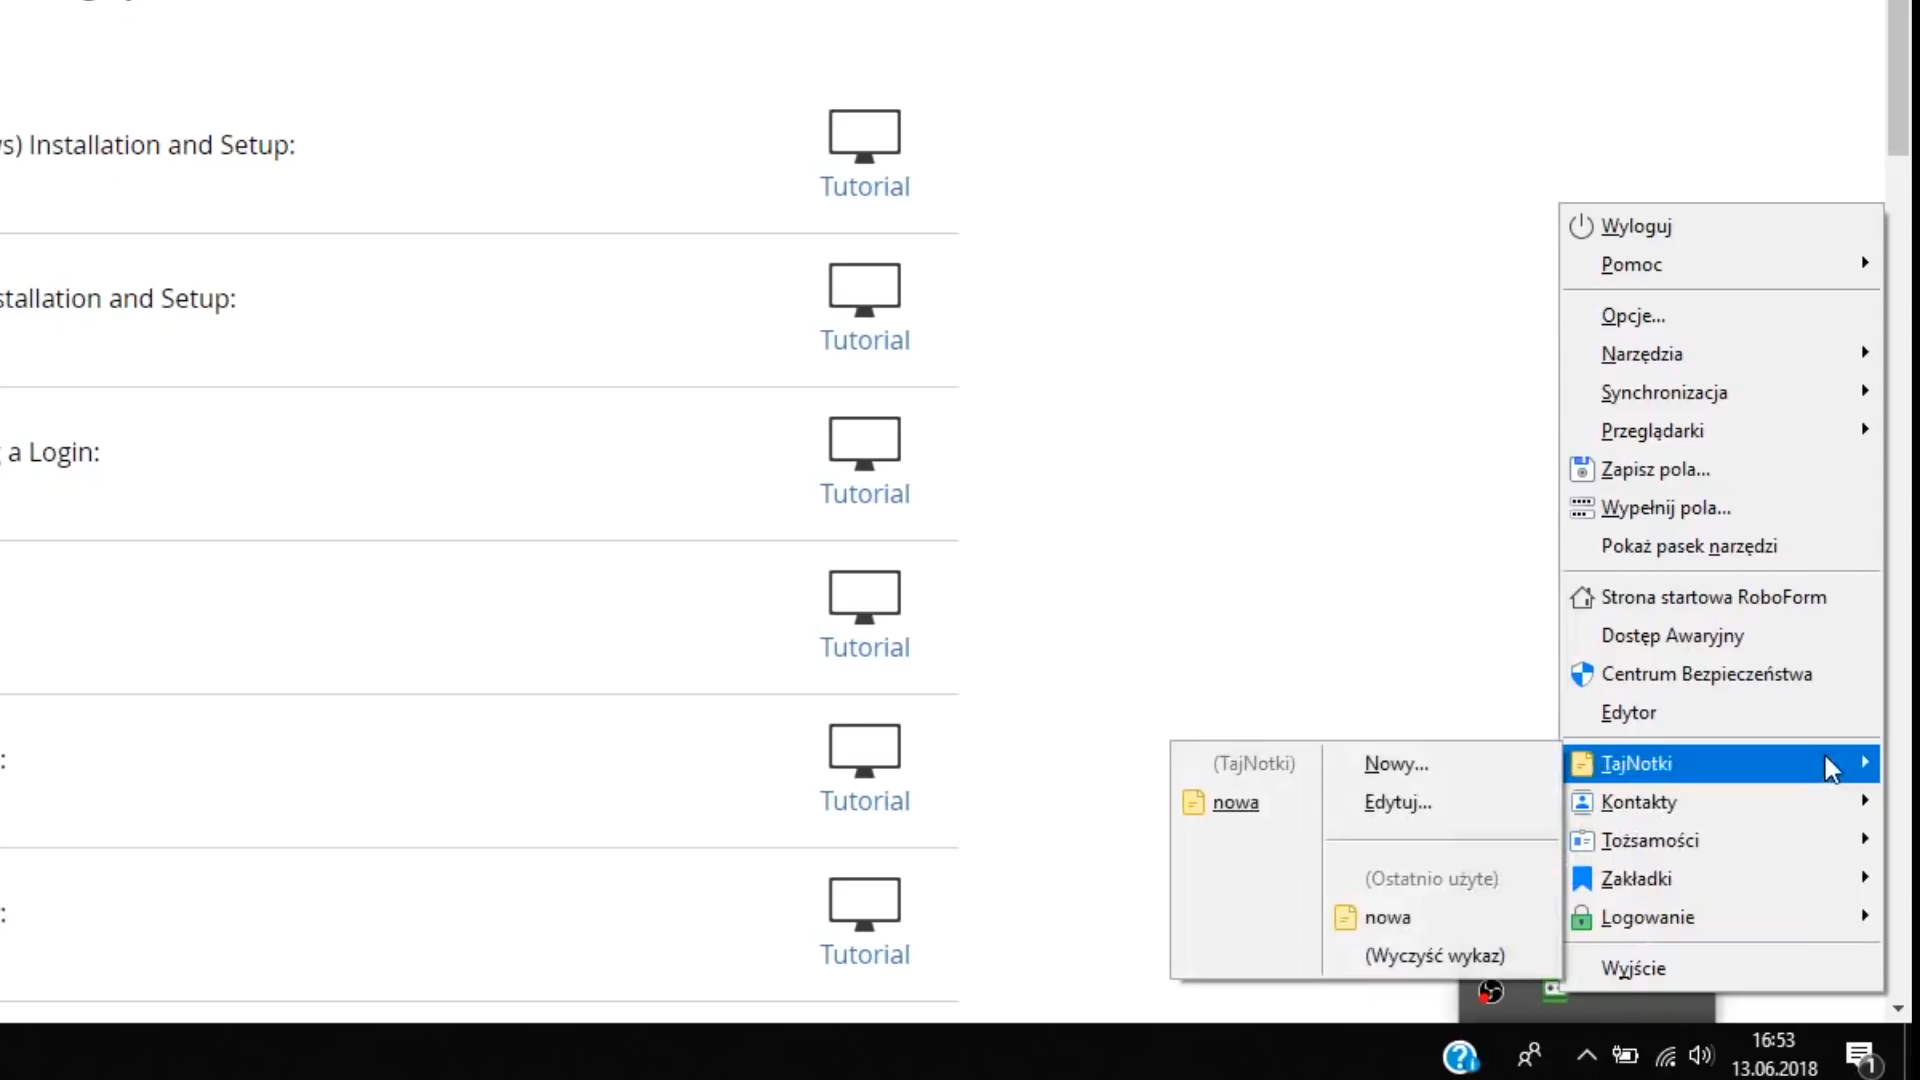 s) Installation and Setup:
Tutorial
stallation and Setup:
Tutorial
a Login:
Tutorial
Tutorial
:
Tutorial
:
Tutorial
Wyloguj
Pomoc
Opcje...
Narzędzia
Synchronizacja
Przeglądarki
Zapisz pola...
Wypełnij pola...
Pokaż pasek narzędzi
Strona startowa RoboForm
Dostęp Awaryjny
Centrum Bezpieczeństwa
Edytor
TajNotki
Kontakty
Tożsamości
Zakładki
Logowanie
Wyjście
(TajNotki)
nowa
Nowy...
Edytuj...
(Ostatnio użyte)
nowa
(Wyczyść wykaz)
16:53
13.06.2018
1